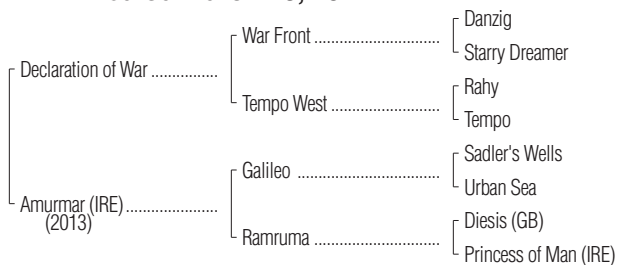 War Front
Danzig
Starry Dreamer
Declaration of War
Tempo West
Rahy
Tempo
Galileo
Sadler's Wells
Urban Sea
Amurmar (IRE)
(2013)
Ramruma
Diesis (GB)
Princess of Man (IRE)